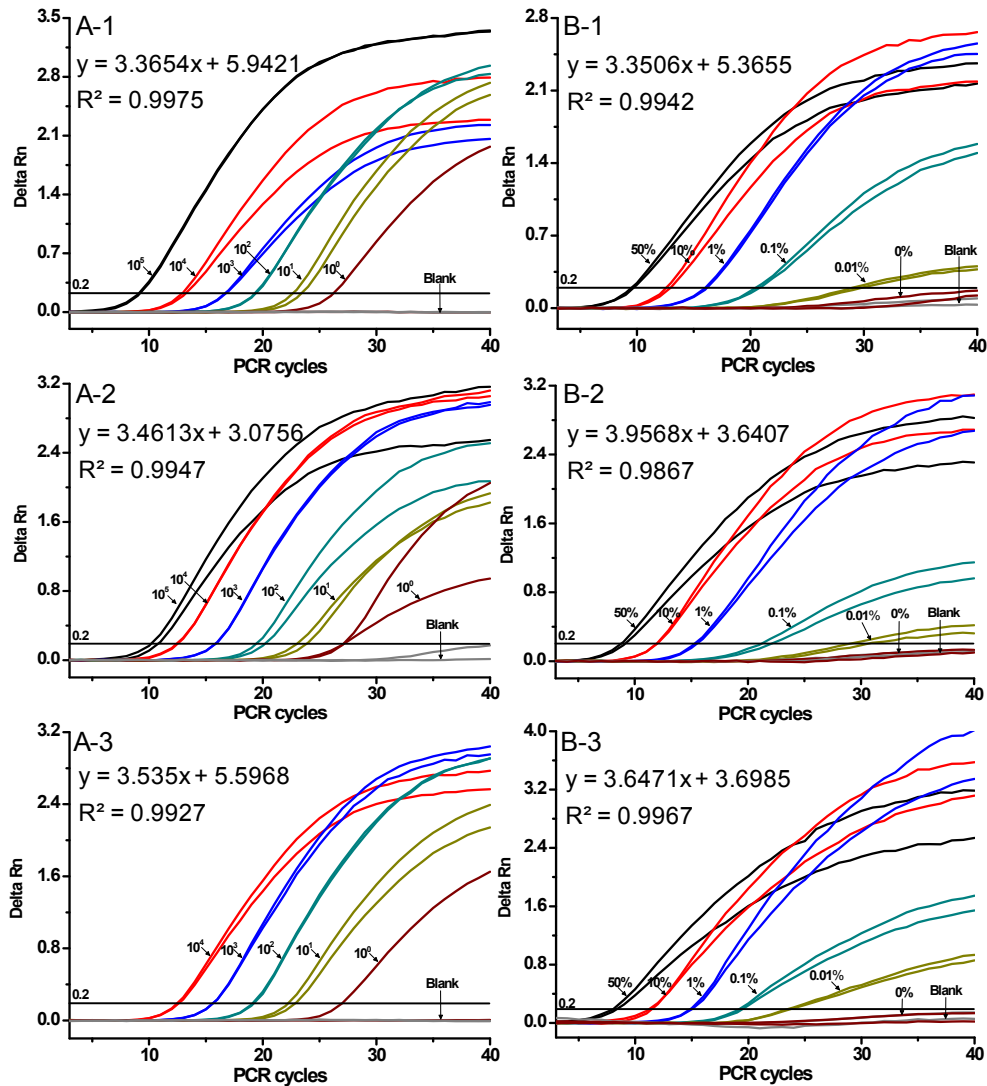 A-1
y = 3.3654x + 5.9421
R² = 0.9975
3.5
2.8
2.1
1.4
0.7
0.0
Delta Rn
0.2
10⁵
10⁴
10³
10²
10¹
10⁰
Blank
10 20 30 40
PCR cycles
B-1
y = 3.3506x + 5.3655
R² = 0.9942
2.8
2.1
1.4
0.7
0.0
Delta Rn
0.2
50%
10%
1%
0.1%
0.01%
0%
Blank
10 20 30 40
PCR cycles
A-2
y = 3.4613x + 3.0756
R² = 0.9947
3.2
2.4
1.6
0.8
0.0
Delta Rn
0.2
10⁵
10⁴
10³
10²
10¹
10⁰
Blank
10 20 30 40
PCR cycles
B-2
y = 3.9568x + 3.6407
R² = 0.9867
3.2
2.4
1.6
0.8
0.0
Delta Rn
0.2
50%
10%
1%
0.1%
0.01%
0%
Blank
10 20 30 40
PCR cycles
A-3
y = 3.535x + 5.5968
R² = 0.9927
3.2
2.4
1.6
0.8
0.0
Delta Rn
0.2
10⁴
10³
10²
10¹
10⁰
Blank
10 20 30 40
PCR cycles
B-3
y = 3.6471x + 3.6985
R² = 0.9967
4.0
3.2
2.4
1.6
0.8
0.0
Delta Rn
0.2
50%
10%
1%
0.1%
0.01%
0%
Blank
10 20 30 40
PCR cycles